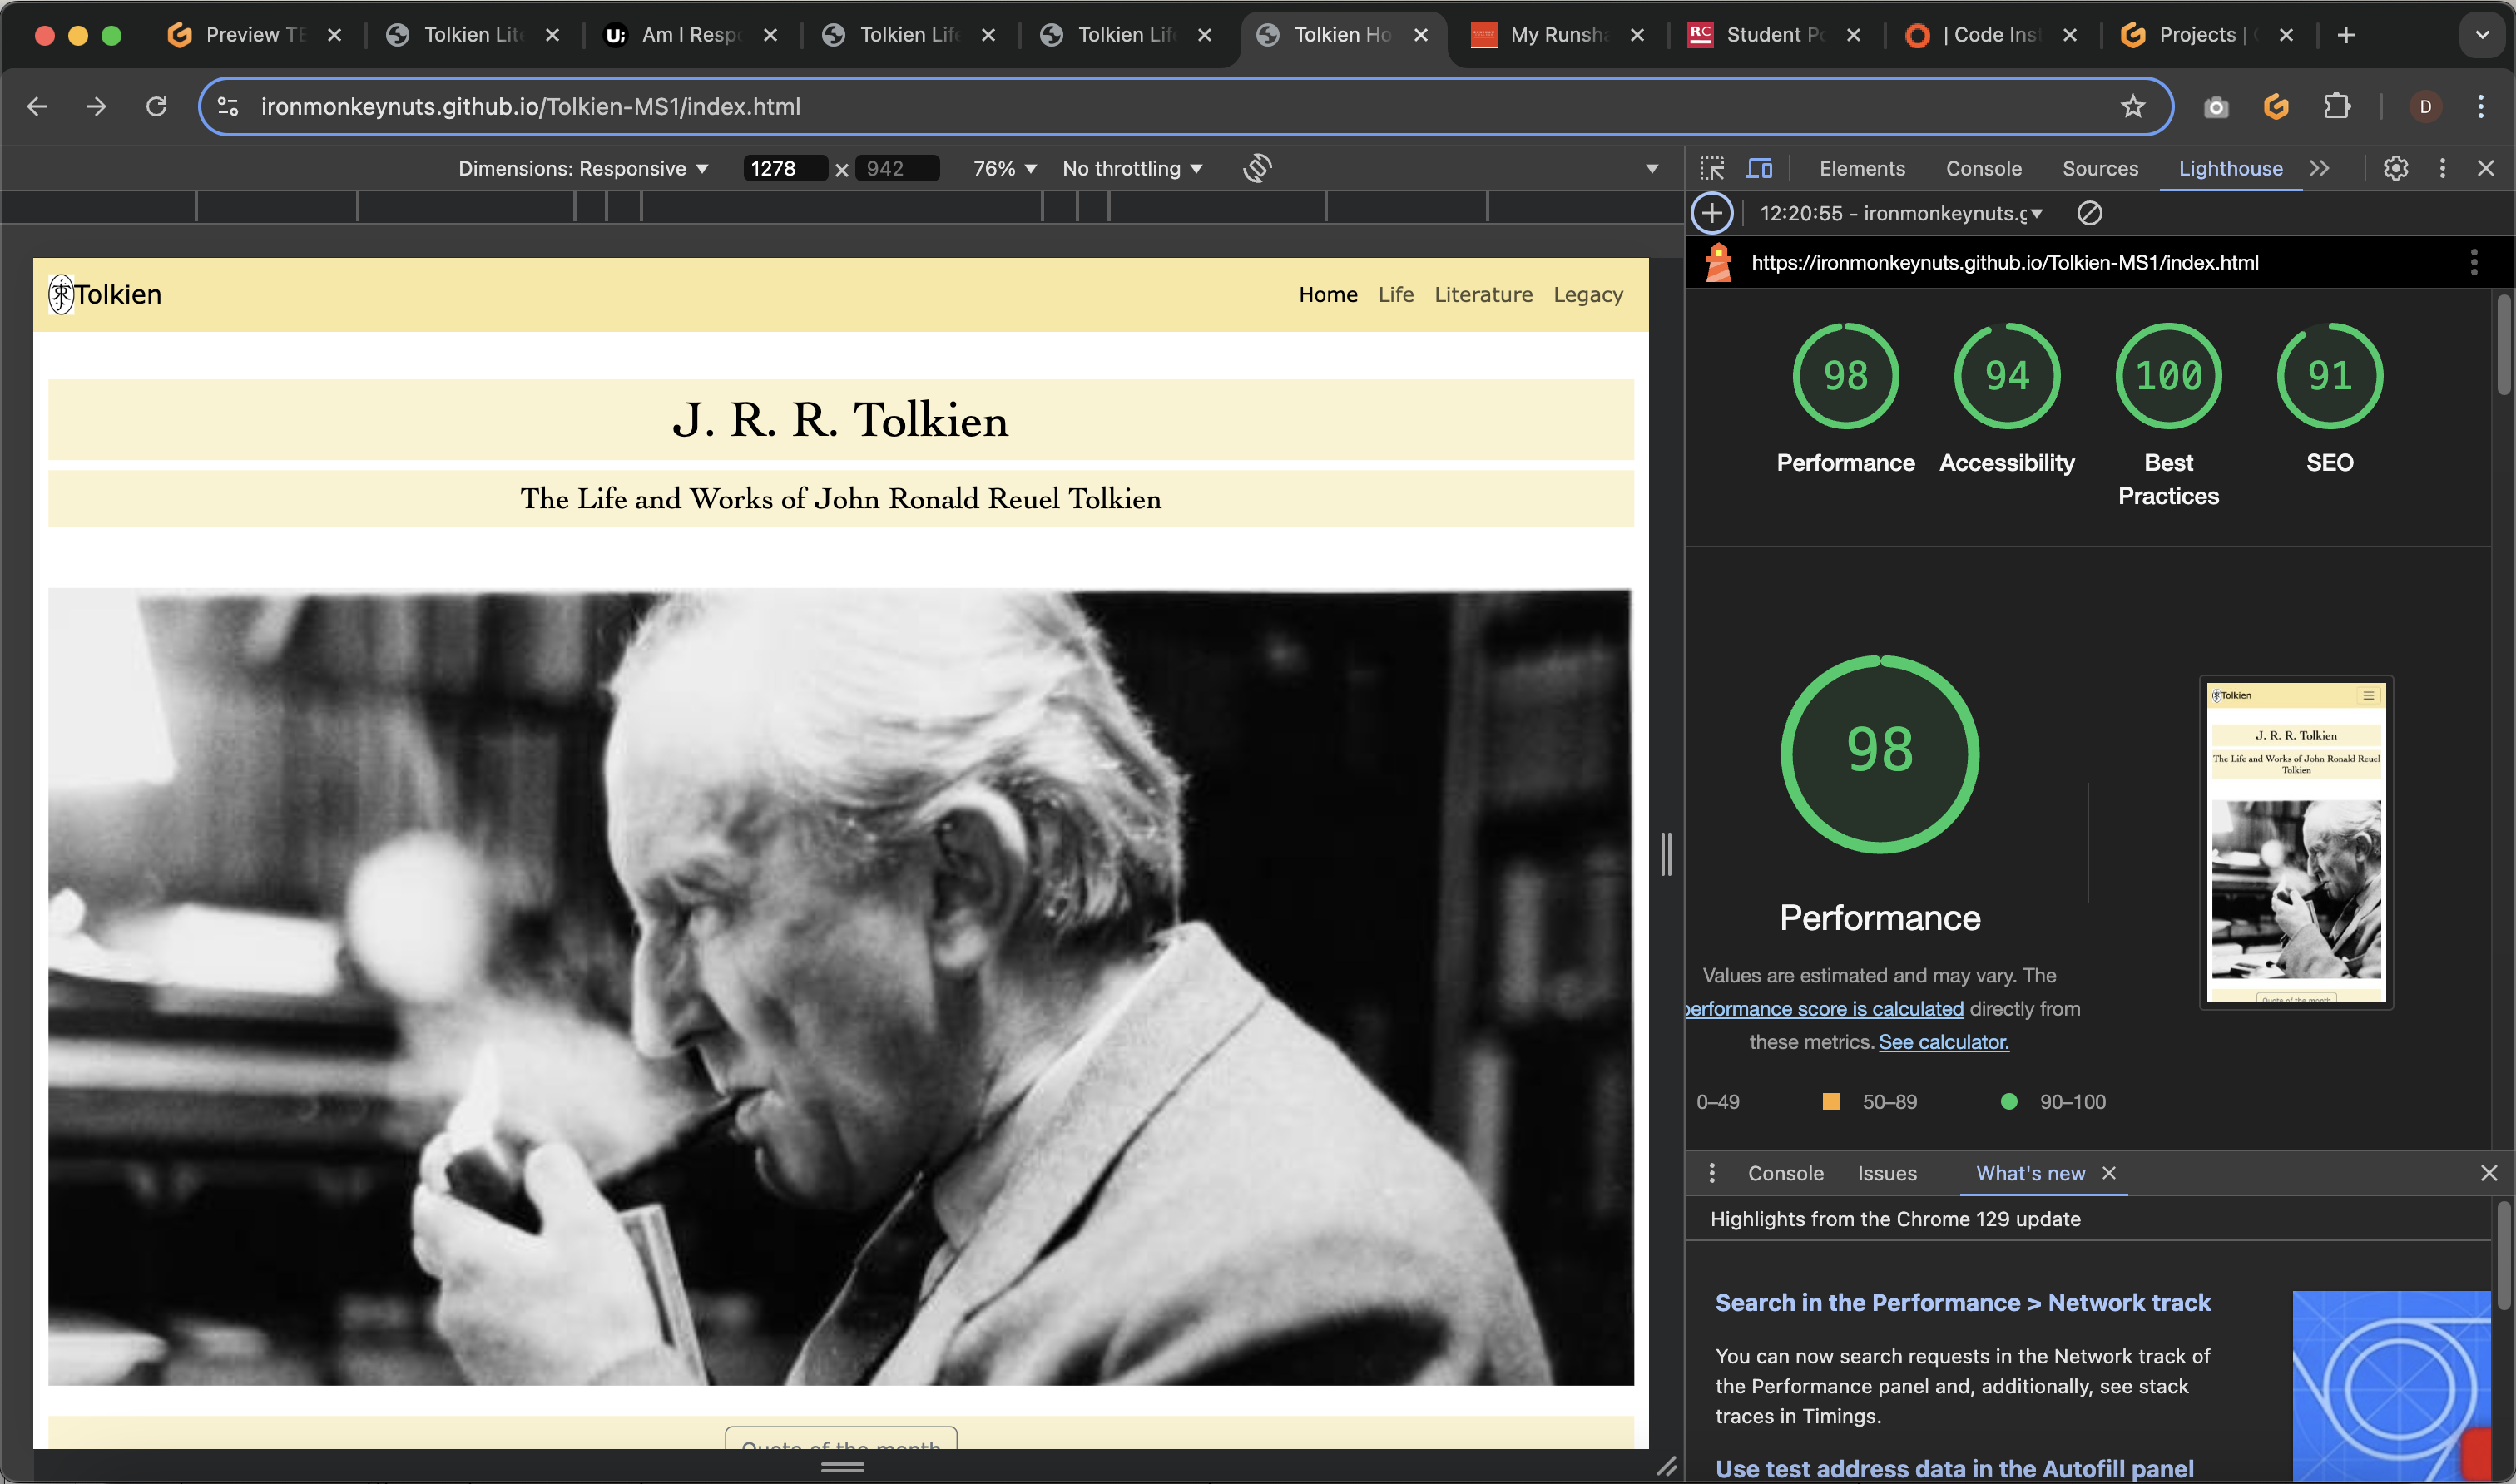 Preview TE
Tolkien Lite
Am I Resp
Tolkien Life
Tolkien Life
Tolkien Ho
My Runsha
Student Po
| Code Inst
Projects |
ironmonkeynuts.github.io/Tolkien-MS1/index.html
Dimensions: Responsive 1278 × 942 76% No throttling
Elements Console Sources Lighthouse
12:20:55 - ironmonkeynuts.g
https://ironmonkeynuts.github.io/Tolkien-MS1/index.html
Tolkien
Home Life Literature Legacy
J. R. R. Tolkien
The Life and Works of John Ronald Reuel Tolkien
Quote of the month
98 94 100 91
Performance Accessibility Best Practices SEO
98
Performance
Values are estimated and may vary. The
performance score is calculated directly from
these metrics. See calculator.
0–49 50–89 90–100
Tolkien
J. R. R. Tolkien
The Life and Works of John Ronald Reuel
Tolkien
Quote of the month
Console Issues What's new
Highlights from the Chrome 129 update
Search in the Performance > Network track
You can now search requests in the Network track of
the Performance panel and, additionally, see stack
traces in Timings.
Use test address data in the Autofill panel
D
RC
U;